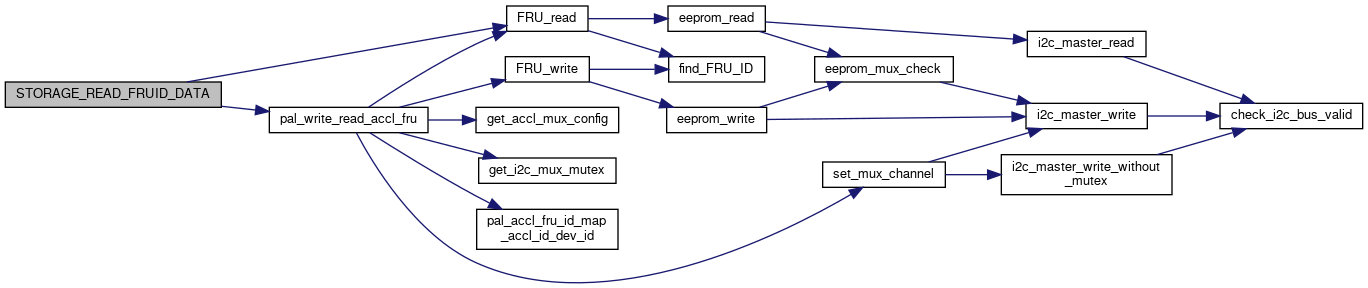 STORAGE_READ_FRUID_DATA
pal_write_read_accl_fru
FRU_read
FRU_write
get_accl_mux_config
get_i2c_mux_mutex
pal_accl_fru_id_map
_accl_id_dev_id
eeprom_read
find_FRU_ID
eeprom_write
eeprom_mux_check
set_mux_channel
i2c_master_read
i2c_master_write
i2c_master_write_without
_mutex
check_i2c_bus_valid